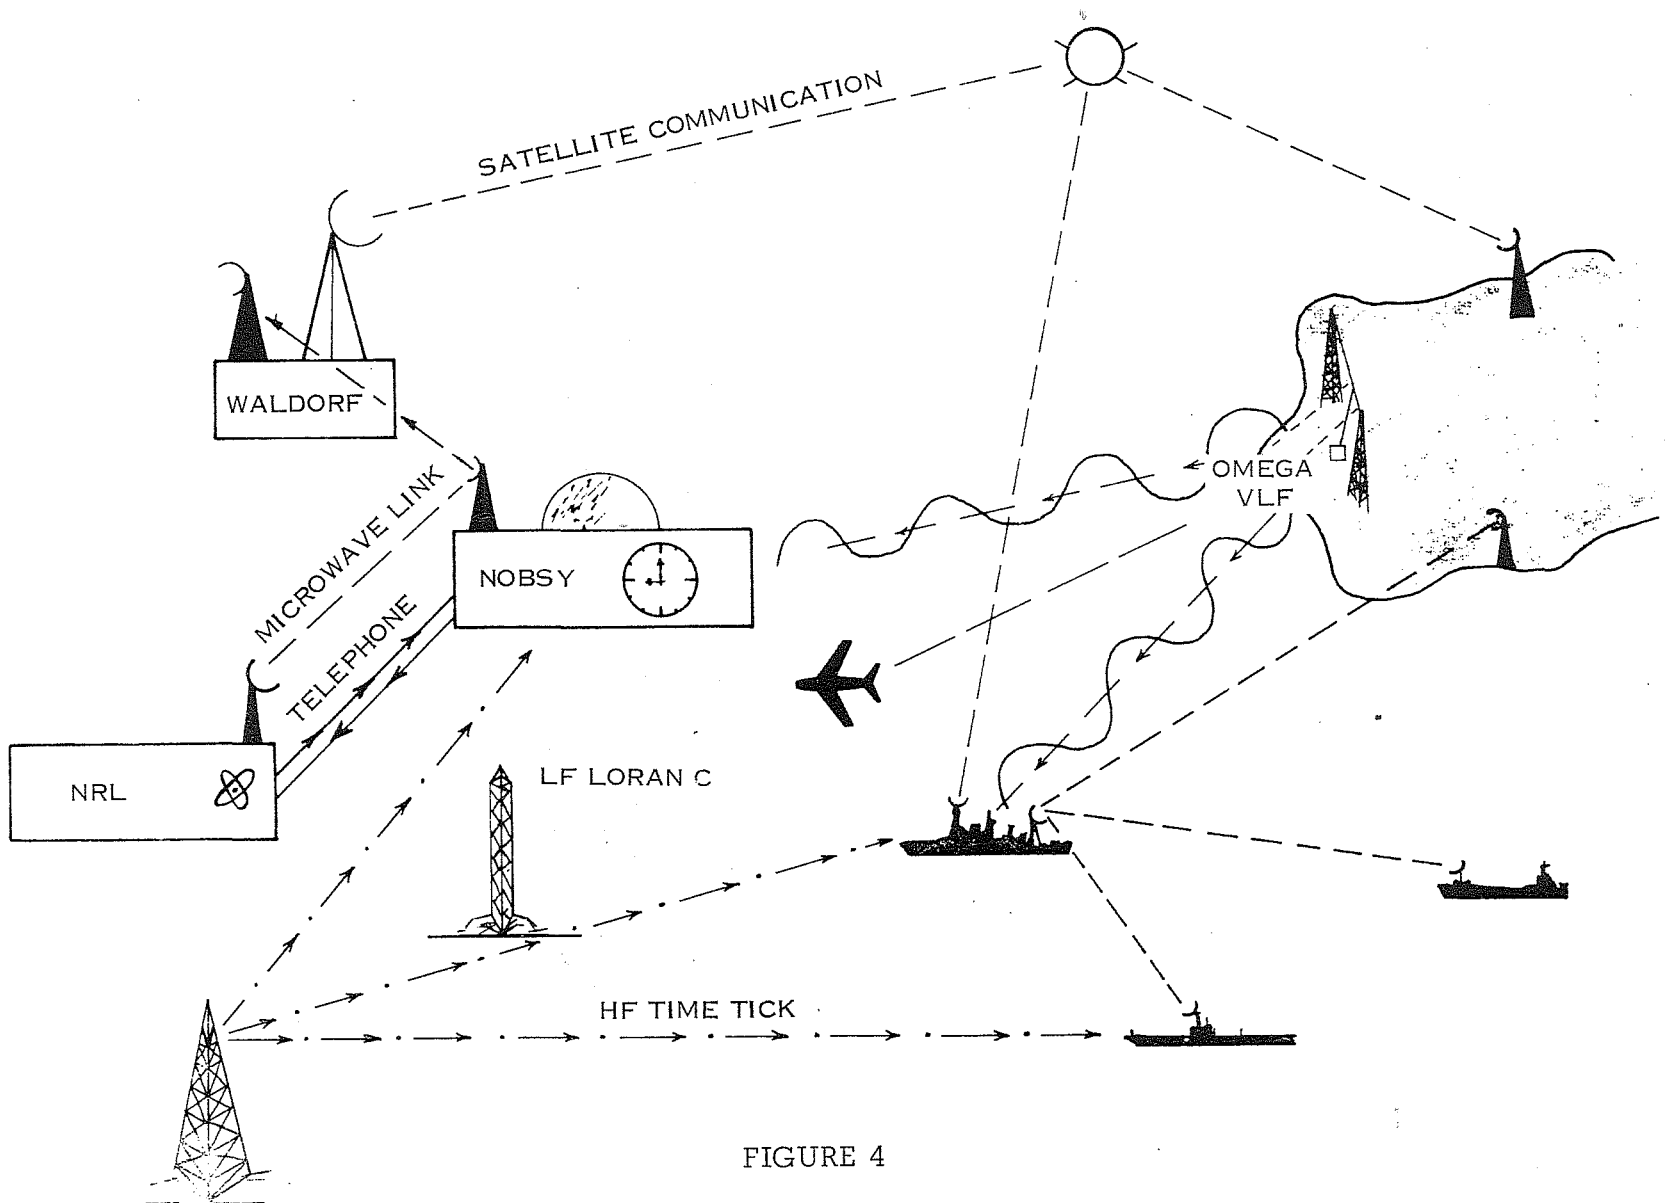 SATELLITE COMMUNICATION
WALDORF
OMEGA
VLF
MICROWAVE LINK
NOBSY
TELEPHONE
LF LORAN C
NRL
HF TIME TICK
FIGURE 4